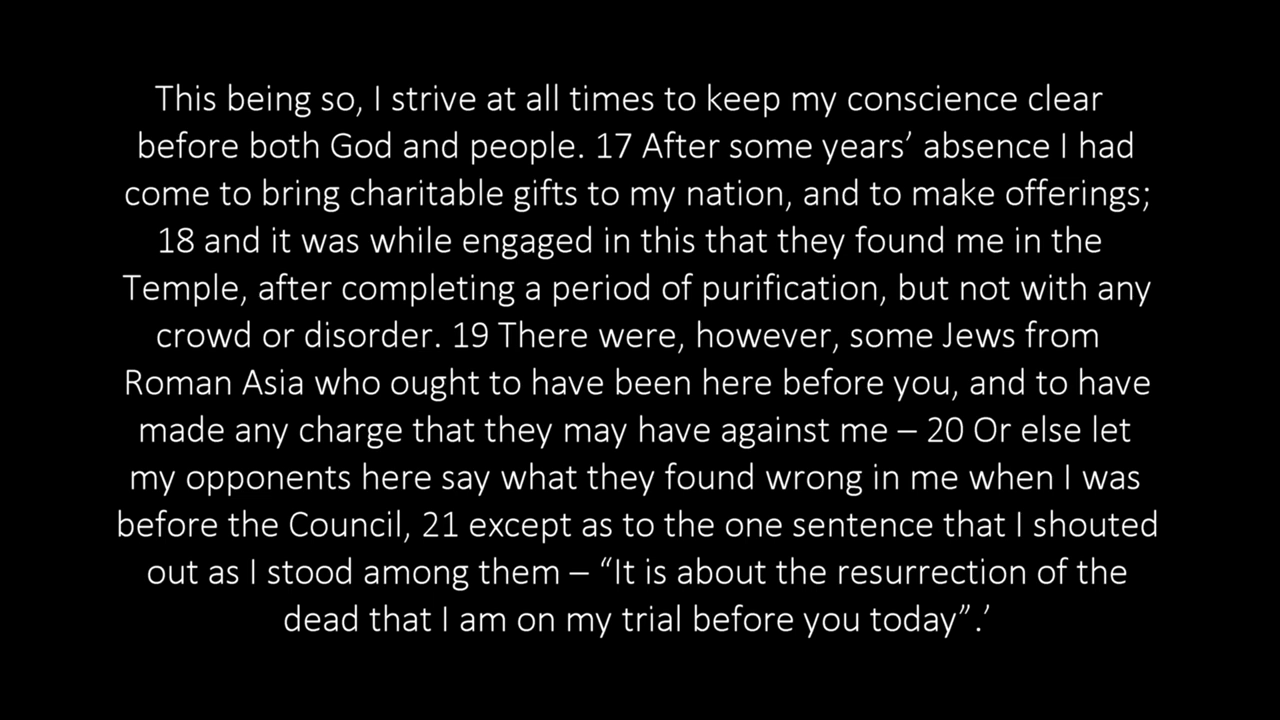 This being so, I strive at all times to keep my conscience clear
before both God and people. 17 After some years’ absence I had
come to bring charitable gifts to my nation, and to make offerings;
18 and it was while engaged in this that they found me in the
Temple, after completing a period of purification, but not with any
crowd or disorder. 19 There were, however, some Jews from
Roman Asia who ought to have been here before you, and to have
made any charge that they may have against me – 20 Or else let
my opponents here say what they found wrong in me when I was
before the Council, 21 except as to the one sentence that I shouted
out as I stood among them – “It is about the resurrection of the
dead that I am on my trial before you today”.’